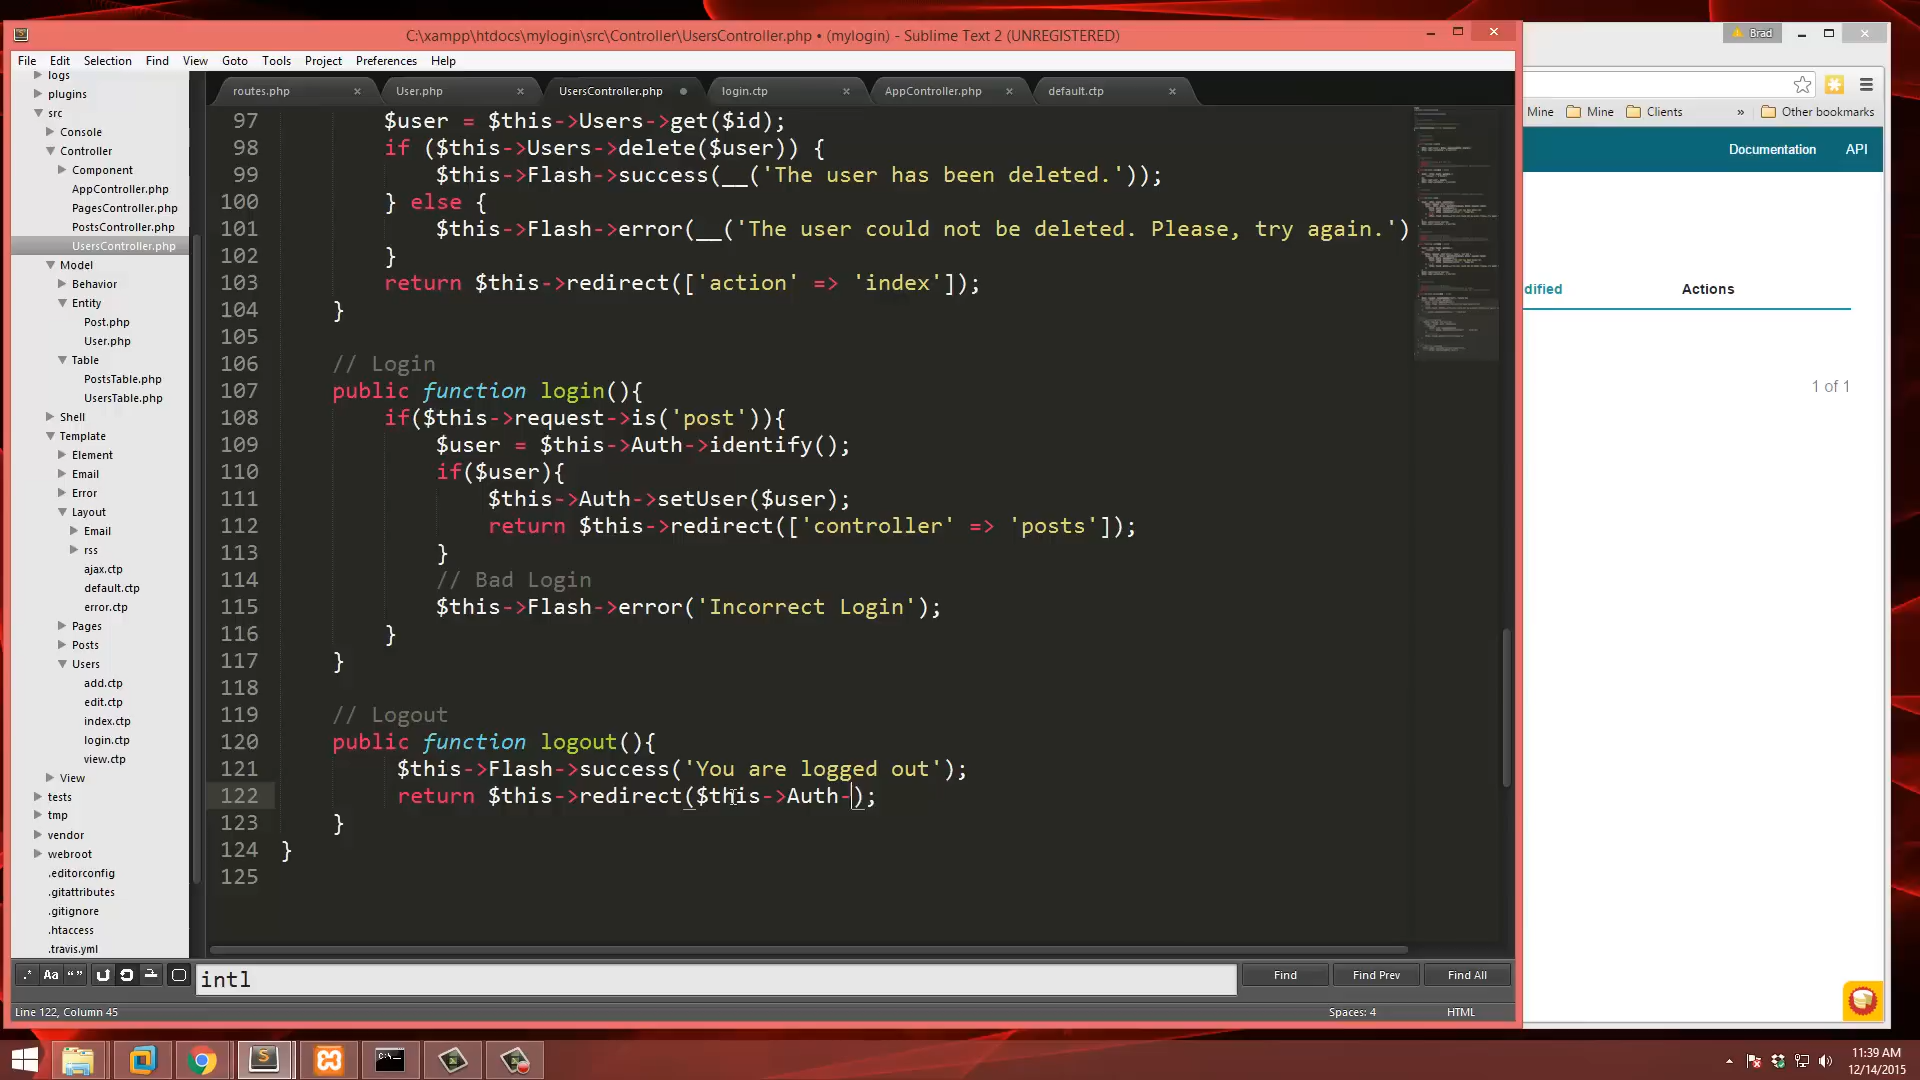 C:\xampp\htdocs\mylogin\src\Controller\UsersController.php • (mylogin) - Sublime Text 2 (UNREGISTERED)
Brad
File Edit Selection Find View Goto Tools Project Preferences Help
routes.php User.php UsersController.php login.ctp AppController.php default.ctp
Mine Mine Clients » Other bookmarks
Documentation API
dified Actions
1 of 1
logs
plugins
src
Console
Controller
Component
AppController.php
PagesController.php
PostsController.php
UsersController.php
Model
Behavior
Entity
Post.php
User.php
Table
PostsTable.php
UsersTable.php
Shell
Template
Element
Email
Error
Layout
Email
rss
ajax.ctp
default.ctp
error.ctp
Pages
Posts
Users
add.ctp
edit.ctp
index.ctp
login.ctp
view.ctp
View
tests
tmp
vendor
webroot
.editorconfig
.gitattributes
.gitignore
.htaccess
.travis.yml
97 $user = $this->Users->get($id);
98 if ($this->Users->delete($user)) {
99 $this->Flash->success(__('The user has been deleted.'));
100 } else {
101 $this->Flash->error(__('The user could not be deleted. Please, try again.')
102 }
103 return $this->redirect(['action' => 'index']);
104 }
105
106 // Login
107 public function login(){
108 if($this->request->is('post')){
109 $user = $this->Auth->identify();
110 if($user){
111 $this->Auth->setUser($user);
112 return $this->redirect(['controller' => 'posts']);
113 }
114 // Bad Login
115 $this->Flash->error('Incorrect Login');
116 }
117 }
118
119 // Logout
120 public function logout(){
121 $this->Flash->success('You are logged out');
122 return $this->redirect($this->Auth-);
123 }
124 }
125
.* Aa “” intl Find Find Prev Find All
Line 122, Column 45 Spaces: 4 HTML
11:39 AM
12/14/2015